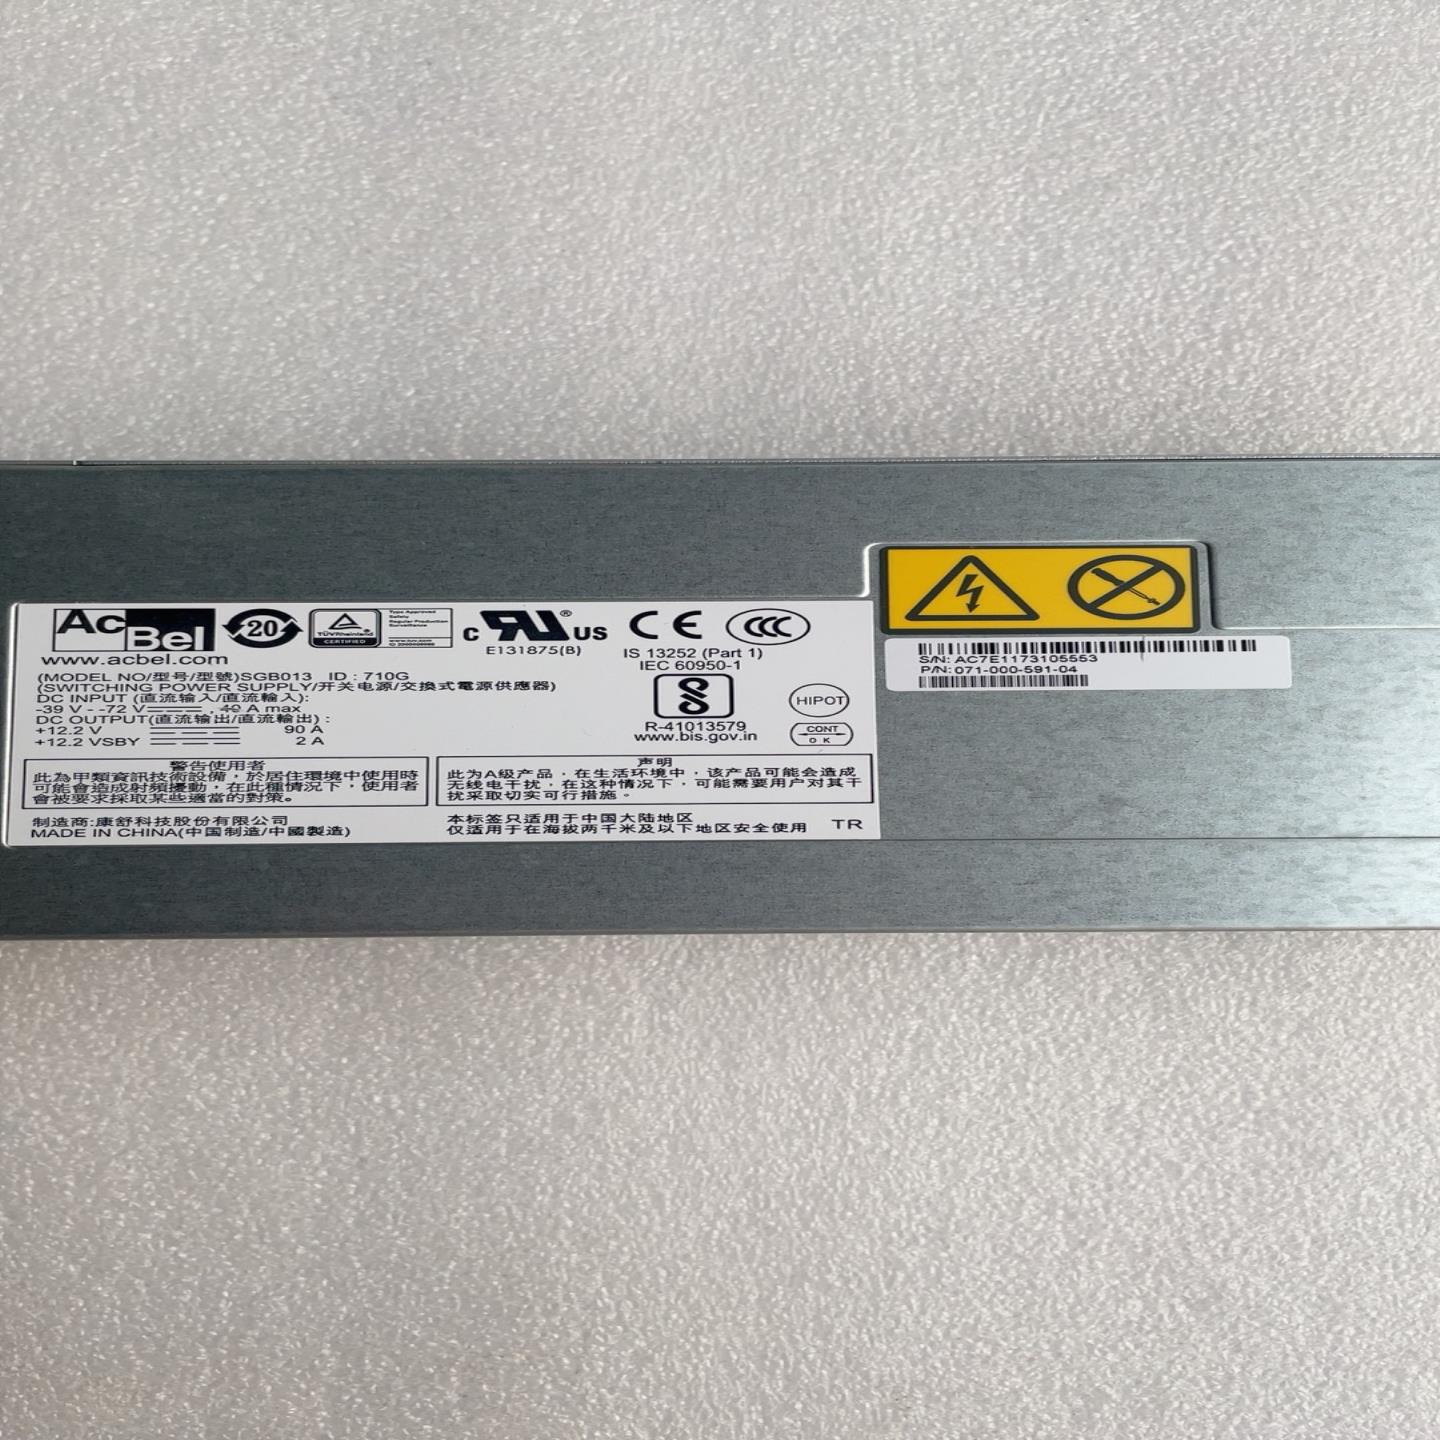 AcBel
20
TÜVRheinland
CERTIFIED
Type Approved
Safety
Regular Production
Surveillance
www.tuv.com
www.acbel.com
c RU® US
E131875(B)
CE
CCC
IS 13252 (Part 1)
IEC 60950-1
(MODEL NO/型号/型號)SGB013 ID : 710G
(SWITCHING POWER SUPPLY/开关电源/交換式電源供應器)
DC INPUT (直流输入/直流輸入):
-39 V - -72 V , 40 A max
DC OUTPUT(直流输出/直流輸出) :
+12.2 V 90 A
+12.2 VSBY 2 A
R-41013579
www.bis.gov.in
HIPOT
CONT
OK
警告使用者
此為甲類資訊技術設備，於居住環境中使用時
可能會造成射頻擾動，在此種情況下，使用者
會被要求採取某些適當的對策。
声明
此为A级产品，在生活环境中，该产品可能会造成
无线电干扰，在这种情况下，可能需要用户对其干
扰采取切实可行措施。
制造商:康舒科技股份有限公司
MADE IN CHINA(中国制造/中國製造)
本标签只适用于中国大陆地区
仅适用于在海拔两千米及以下地区安全使用
TR
S/N: AC7E1173105553
P/N: 071-000-591-04